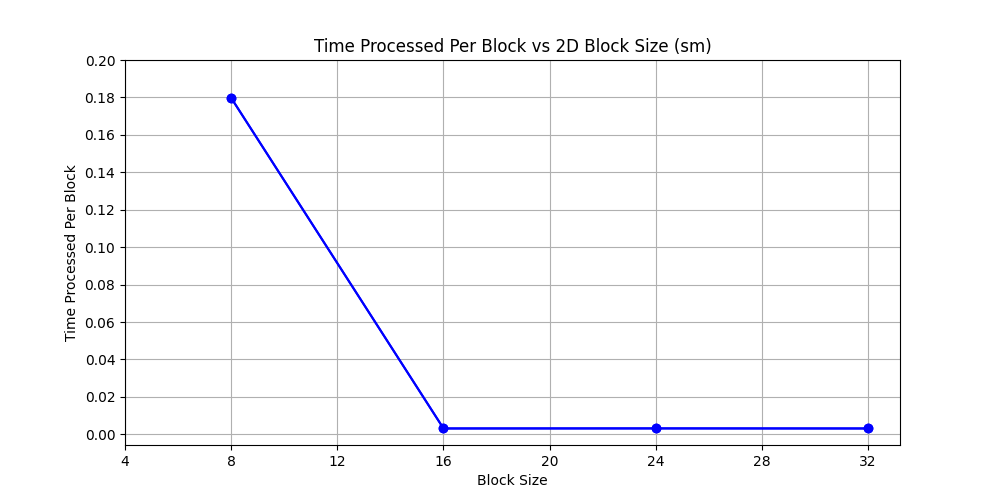 Time Processed Per Block vs 2D Block Size (sm)
0.20
0.18
0.16
0.14
0.12
0.10
0.08
0.06
0.04
0.02
0.00
Time Processed Per Block
4 8 12 16 20 24 28 32
Block Size